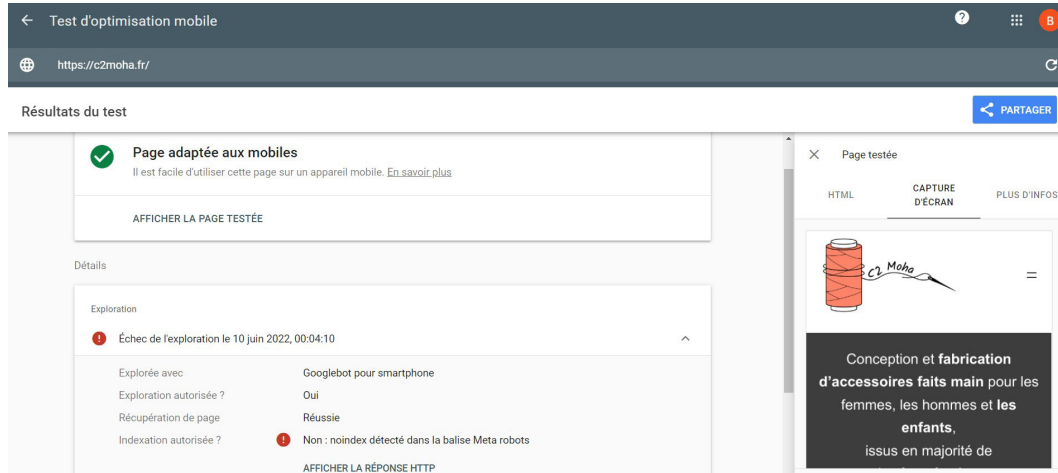 Test d'optimisation mobile
B
https://c2moha.fr/
Résultats du test
PARTAGER
Page adaptée aux mobiles
Il est facile d'utiliser cette page sur un appareil mobile. En savoir plus
AFFICHER LA PAGE TESTÉE
Détails
Exploration
Échec de l'exploration le 10 juin 2022, 00:04:10
Explorée avec Googlebot pour smartphone
Exploration autorisée ? Oui
Récupération de page Réussie
Indexation autorisée ? Non : noindex détecté dans la balise Meta robots
AFFICHER LA RÉPONSE HTTP
Page testée
HTML
CAPTURE
D'ÉCRAN
PLUS D'INFOS
c2 Moha
Conception et fabrication
d'accessoires faits main pour les
femmes, les hommes et les
enfants,
issus en majorité de